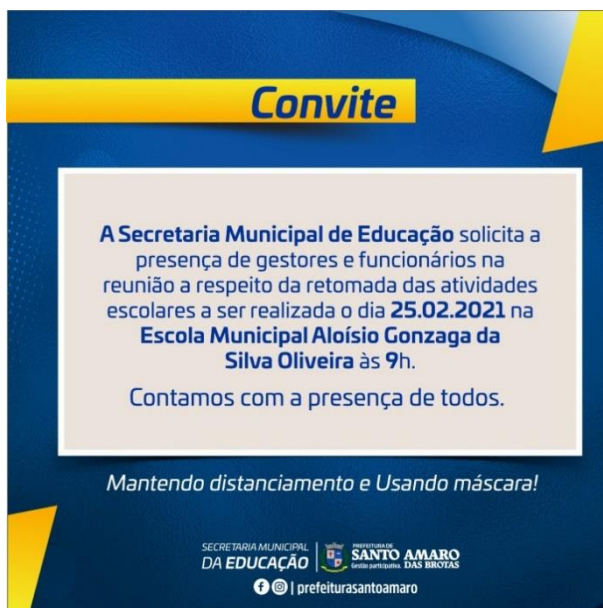 Convite
A Secretaria Municipal de Educação solicita a
presença de gestores e funcionários na
reunião a respeito da retomada das atividades
escolares a ser realizada o dia 25.02.2021 na
Escola Municipal Aloísio Gonzaga da
Silva Oliveira às 9h.
Contamos com a presença de todos.
Mantendo distanciamento e Usando máscara!
SECRETARIA MUNICIPAL
DA EDUCAÇÃO
PREFEITURA DE
SANTO AMARO
Gestão participativa. DAS BROTAS
| prefeiturasantoamaro